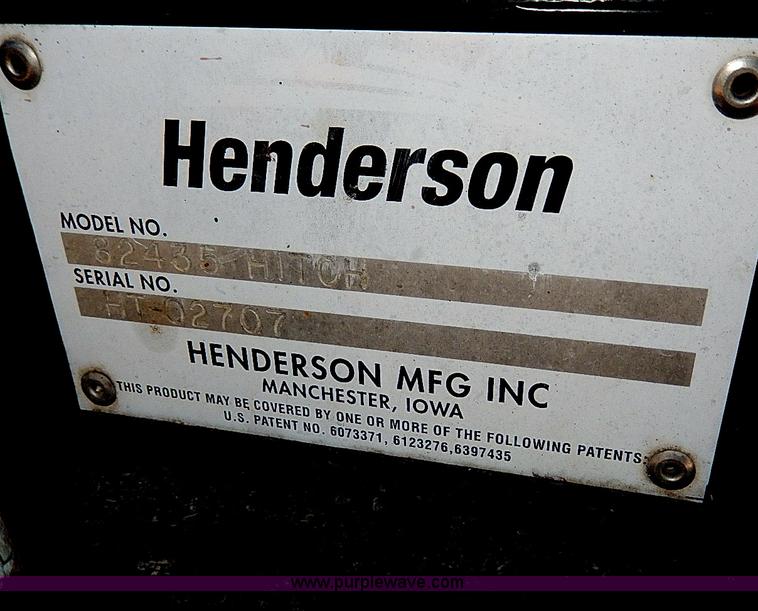 Henderson
MODEL NO.
82435 HITCH
SERIAL NO.
HT-02707
HENDERSON MFG INC
MANCHESTER, IOWA
THIS PRODUCT MAY BE COVERED BY ONE OR MORE OF THE FOLLOWING PATENTS:
U.S. PATENT NO. 6073371, 6123276,6397435
www.purplewave.com